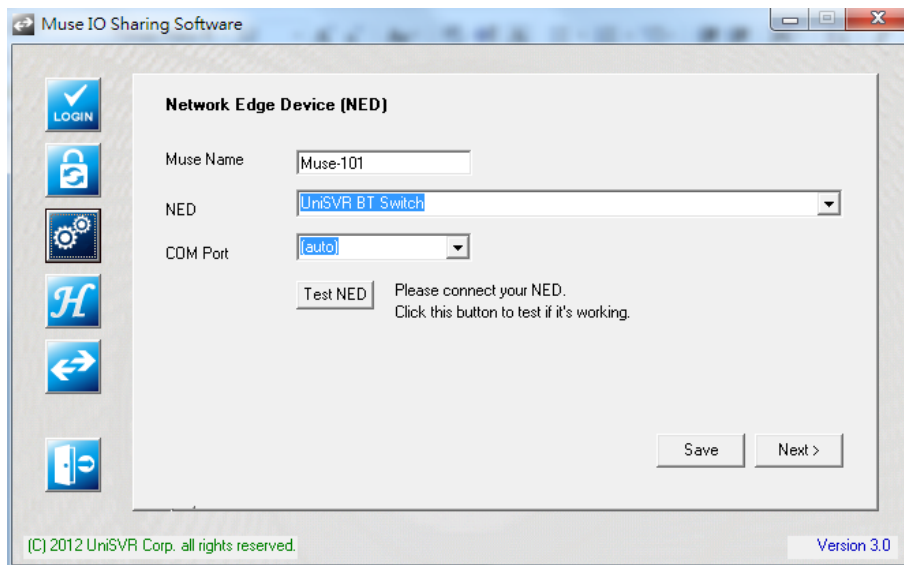 Muse IO Sharing Software
LOGIN
H
Network Edge Device (NED)
Muse Name
Muse-101
NED
UniSVR BT Switch
COM Port
(auto)
Test NED
Please connect your NED.
Click this button to test if it's working.
Save
Next >
(C) 2012 UniSVR Corp. all rights reserved.
Version 3.0